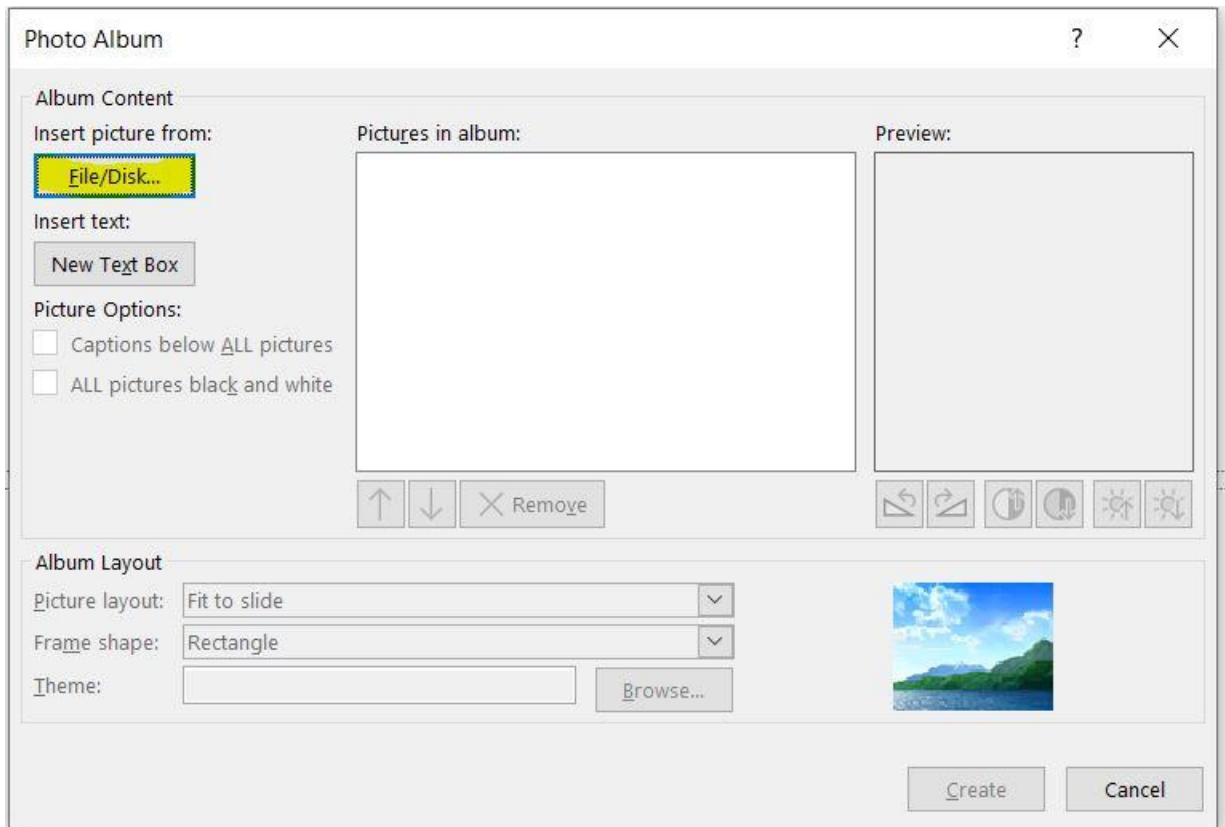 Photo Album
?
Album Content
Insert picture from:
File/Disk...
Insert text:
New Text Box
Picture Options:
Captions below ALL pictures
ALL pictures black and white
Pictures in album:
Remove
Preview:
Album Layout
Picture layout: Fit to slide
Frame shape: Rectangle
Theme:
Browse...
Create
Cancel